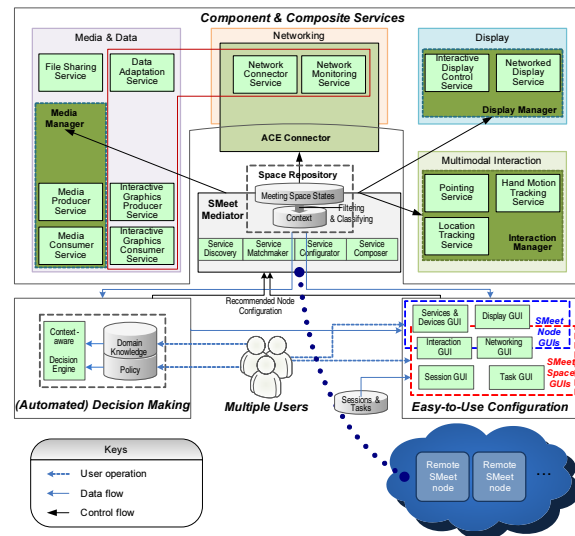 Component & Composite Services
Media & Data
Networking
Display
File Sharing
Service
Data
Adaptation
Service
Network
Connector
Service
Network
Monitoring
Service
Interactive
Display
Control
Service
Networked
Display
Service
Display Manager
Media
Manager
ACE Connector
Space Repository
Meeting Space States
Context
Filtering
& Classifying
SMeet
Mediator
Service
Discovery
Service
Matchmaker
Service
Configurator
Service
Composer
Media
Producer
Service
Interactive
Graphics
Producer
Service
Media
Consumer
Service
Interactive
Graphics
Consumer
Service
Multimodal Interaction
Pointing
Service
Hand Motion
Tracking
Service
Location
Tracking
Service
Interaction
Manager
Recommended Node
Configuration
Context-
aware
Decision
Engine
Domain
Knowledge
Policy
(Automated) Decision Making
Multiple Users
Sessions &
Tasks
Services &
Devices GUI
Display GUI
SMeet
Node
GUIs
Interaction GUI
Networking GUI
SMeet
Space
GUIs
Session GUI
Task GUI
Easy-to-Use Configuration
Keys
User operation
Data flow
Control flow
Remote
SMeet
node
Remote
SMeet
node
...